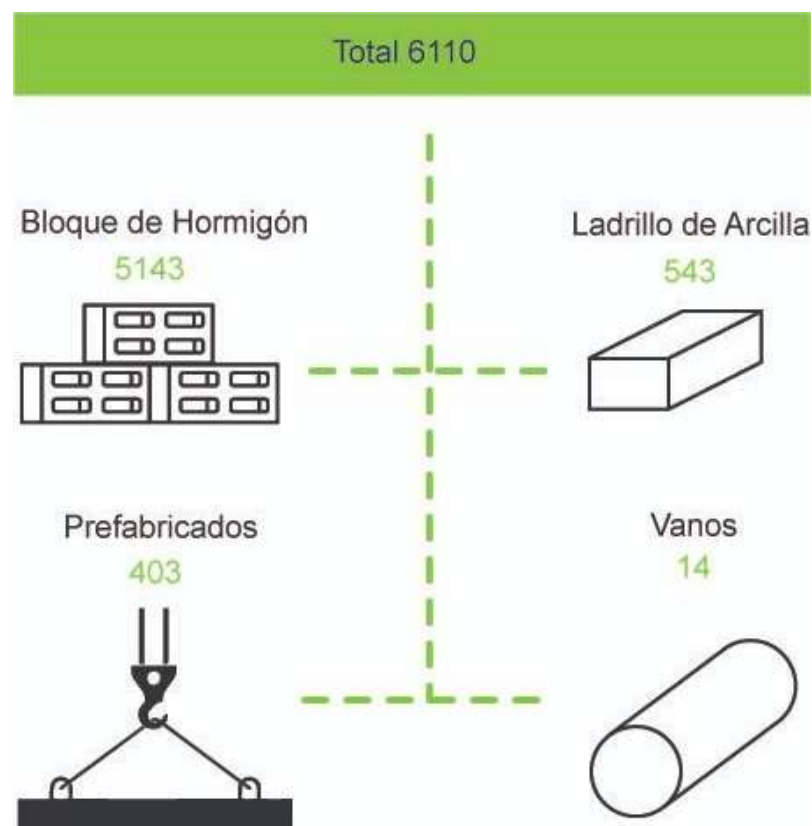 Total 6110
Bloque de Hormigón
5143
Ladrillo de Arcilla
543
Prefabricados
403
Vanos
14